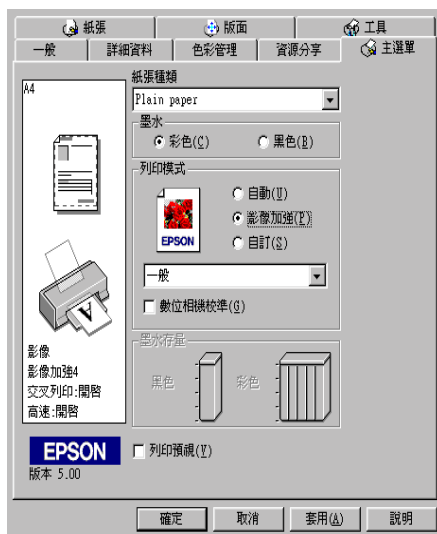 紙張 版面 工具
一般 詳細資料 色彩管理 資源分享 主選單
A4
紙張種類
Plain paper
墨水
彩色(C) 黑色(B)
列印模式
EPSON
自動(U)
影像加強(P)
自訂(S)
一般
數位相機校準(G)
影像
影像加強4
交叉列印:開啓
高速:開啓
墨水存量
黑色 彩色
EPSON
版本 5.00
列印預視(V)
確定 取消 套用(A) 說明